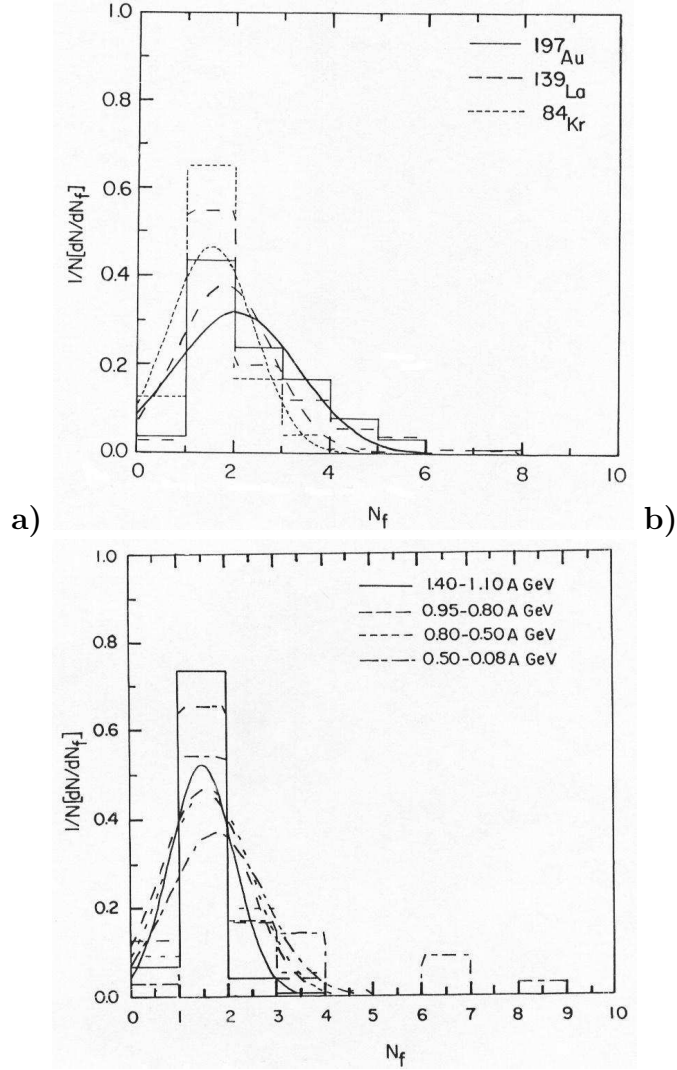 1.0
197Au
139La
84Kr
0.8
0.6
1/N[dN/dNf]
0.4
0.2
0.0
0 2 4 6 8 10
Nf
a) b)
1.0
1.40-1.10 A GeV
0.95-0.80 A GeV
0.80-0.50 A GeV
0.50-0.08 A GeV
0.8
0.6
1/N[dN/dNf]
0.4
0.2
0.0
0 1 2 3 4 5 6 7 8 9 10
Nf